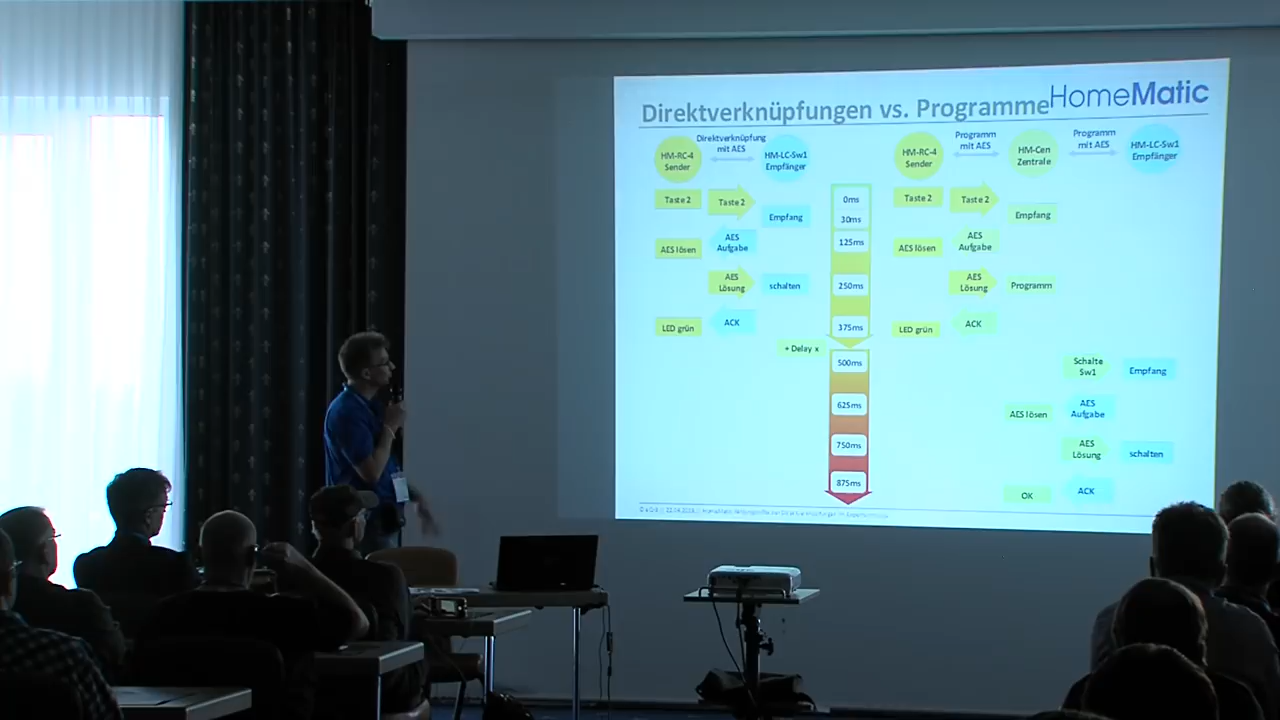 Direktverknüpfungen vs. Programme
HomeMatic
HM-RC-4
Sender
Direktverknüpfung
mit AES
HM-LC-Sw1
Empfänger
HM-RC-4
Sender
Programm
mit AES
HM-Cen
Zentrale
Programm
mit AES
HM-LC-Sw1
Empfänger
Taste 2
Taste 2
Empfang
0ms
30ms
Taste 2
Taste 2
Empfang
AES lösen
AES
Aufgabe
125ms
AES lösen
AES
Aufgabe
AES
Lösung
schalten
250ms
AES
Lösung
Programm
LED grün
ACK
375ms
LED grün
ACK
+ Delay x
500ms
Schalte
Sw1
Empfang
625ms
AES lösen
AES
Aufgabe
750ms
AES
Lösung
schalten
875ms
OK
ACK